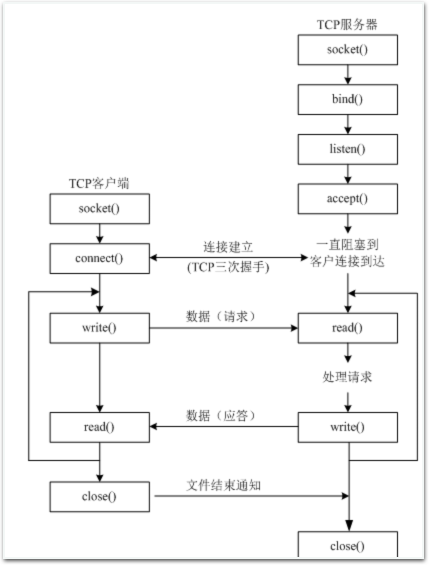 TCP服务器
socket()
bind()
listen()
TCP客户端
accept()
socket()
连接建立
一直阻塞到
connect()
(TCP三次握手)
客户连接到达
write()
数据（请求）
read()
处理请求
read()
数据（应答）
write()
close()
文件结束通知
close()